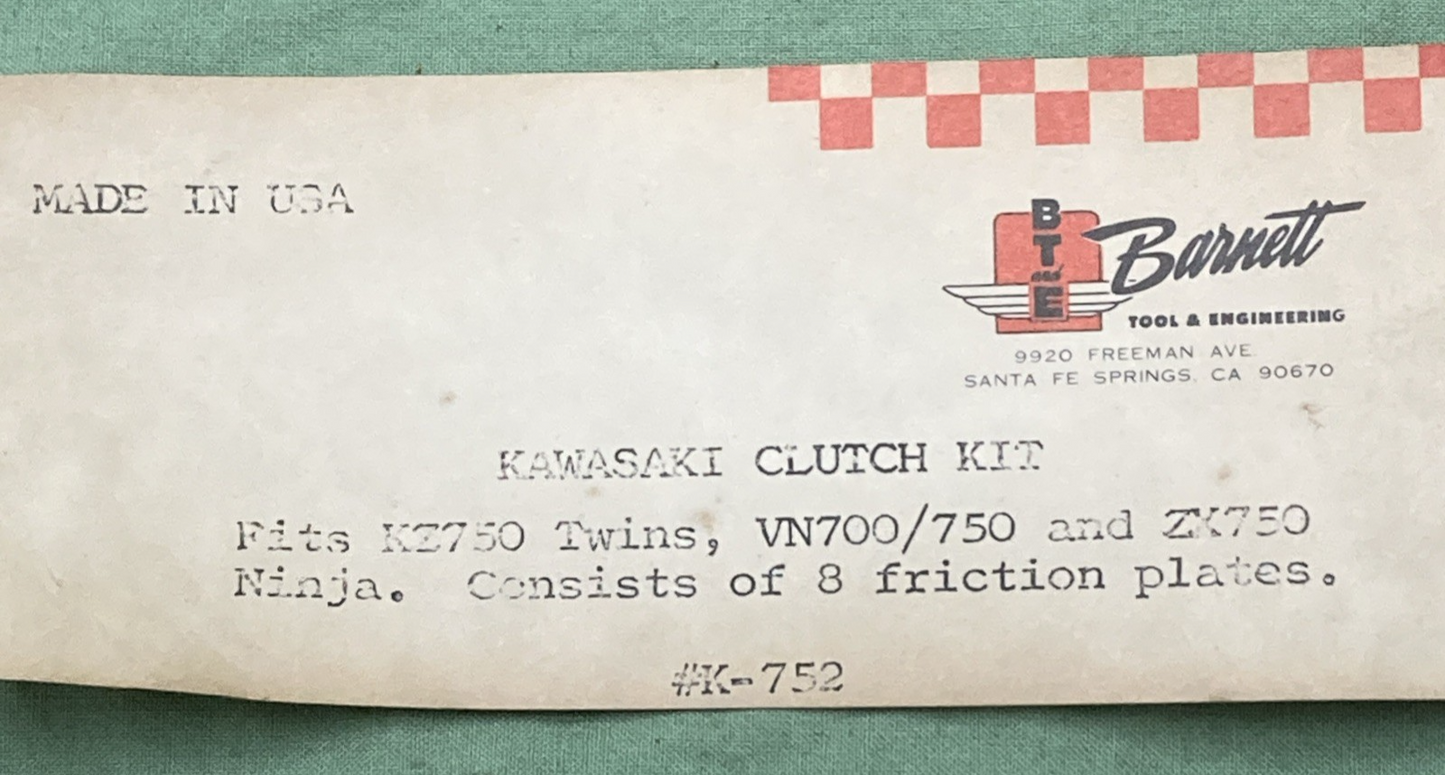 MADE IN USA
B
T
and
E
Barnett
TOOL & ENGINEERING
9920 FREEMAN AVE.
SANTA FE SPRINGS, CA 90670
KAWASAKI CLUTCH KIT
Fits KZ750 Twins, VN700/750 and ZX750
Ninja. Consists of 8 friction plates.
#K-752